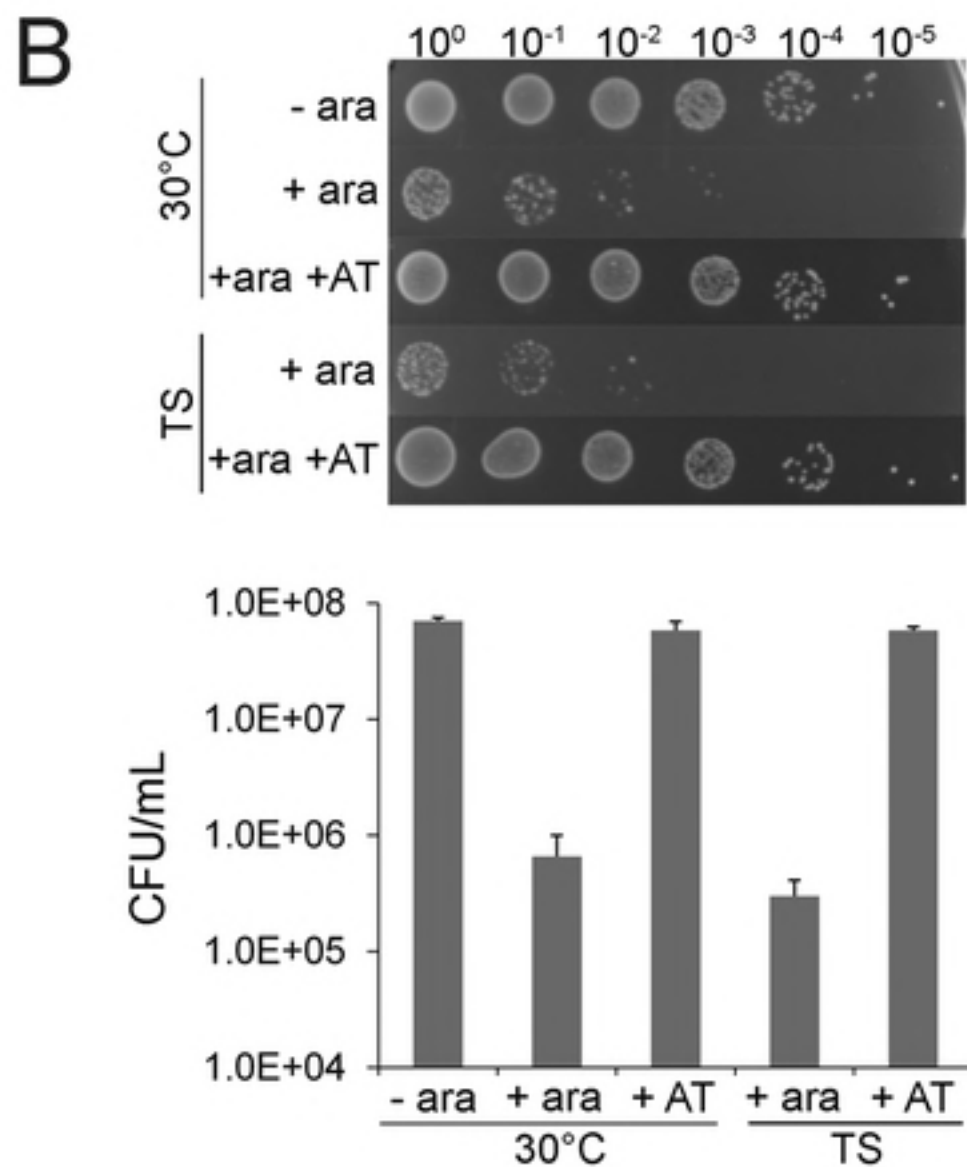 B
10⁰ 10⁻¹ 10⁻² 10⁻³ 10⁻⁴ 10⁻⁵
30°C
- ara
+ ara
+ara +AT
TS
+ ara
+ara +AT
CFU/mL
1.0E+08
1.0E+07
1.0E+06
1.0E+05
1.0E+04
- ara + ara + AT + ara + AT
30°C TS